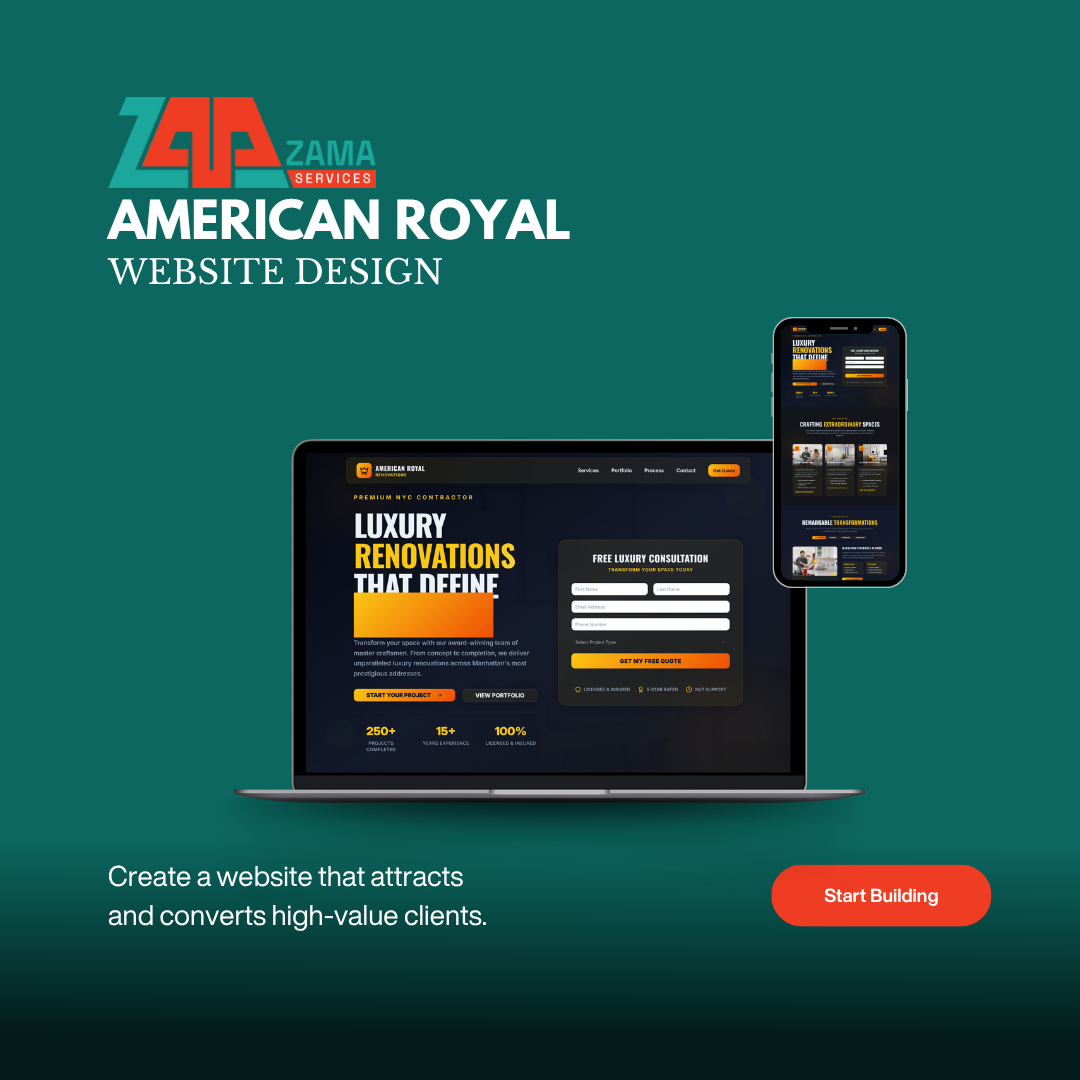 ZAMA
SERVICES
AMERICAN ROYAL
WEBSITE DESIGN
AMERICAN ROYAL
RENOVATIONS
Services Portfolio Process Contact Get Quote
PREMIUM NYC CONTRACTOR
LUXURY
RENOVATIONS
THAT DEFINE
Transform your space with our award-winning team of
master craftsmen. From concept to completion, we deliver
unparalleled luxury renovations across Manhattan's most
prestigious addresses.
START YOUR PROJECT →
VIEW PORTFOLIO
250+
PROJECTS
COMPLETED
15+
YEARS EXPERIENCE
100%
LICENSED & INSURED
FREE LUXURY CONSULTATION
TRANSFORM YOUR SPACE TODAY
First Name
Last Name
Email Address
Phone Number
Select Project Type
GET MY FREE QUOTE
LICENSED & INSURED
5-STAR RATED
24/7 SUPPORT
LUXURY
RENOVATIONS
THAT DEFINE
CRAFTING EXTRAORDINARY SPACES
REMARKABLE TRANSFORMATIONS
Create a website that attracts
and converts high-value clients.
Start Building